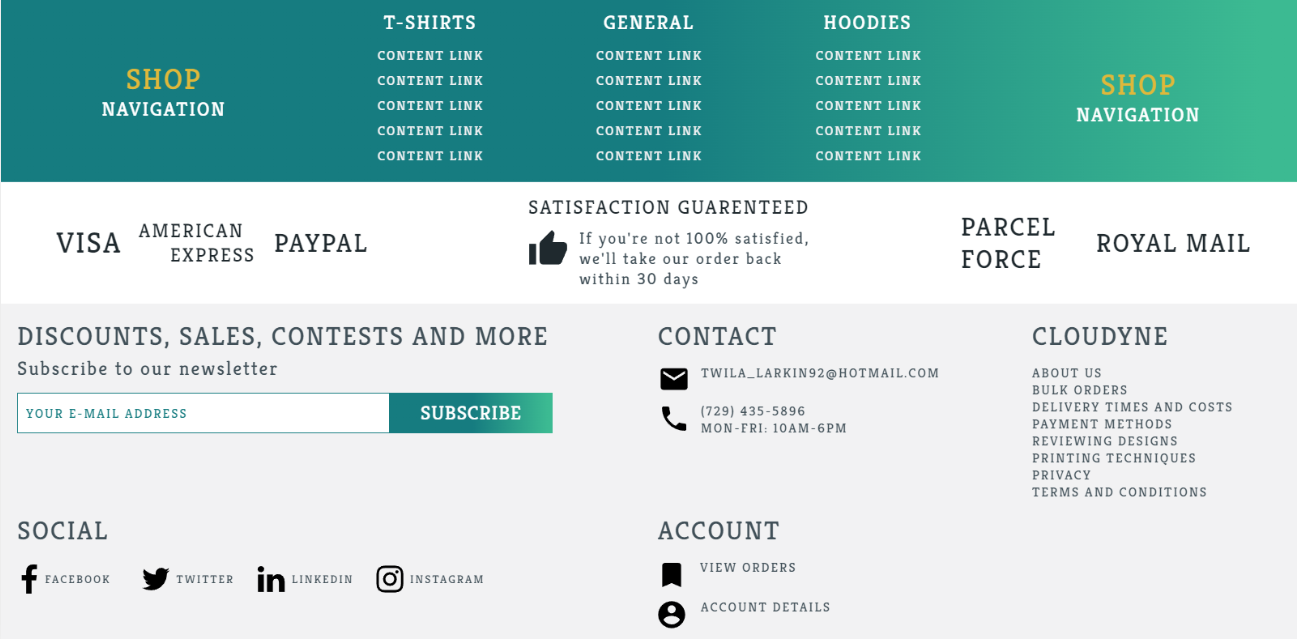 SHOP
NAVIGATION
T-SHIRTS
CONTENT LINK
CONTENT LINK
CONTENT LINK
CONTENT LINK
CONTENT LINK
GENERAL
CONTENT LINK
CONTENT LINK
CONTENT LINK
CONTENT LINK
CONTENT LINK
HOODIES
CONTENT LINK
CONTENT LINK
CONTENT LINK
CONTENT LINK
CONTENT LINK
SHOP
NAVIGATION
VISA
AMERICAN
EXPRESS
PAYPAL
SATISFACTION GUARENTEED
If you're not 100% satisfied,
we'll take our order back
within 30 days
PARCEL
FORCE
ROYAL MAIL
DISCOUNTS, SALES, CONTESTS AND MORE
Subscribe to our newsletter
YOUR E-MAIL ADDRESS
SUBSCRIBE
CONTACT
TWILA_LARKIN92@HOTMAIL.COM
(729) 435-5896
MON-FRI: 10AM-6PM
CLOUDYNE
ABOUT US
BULK ORDERS
DELIVERY TIMES AND COSTS
PAYMENT METHODS
REVIEWING DESIGNS
PRINTING TECHNIQUES
PRIVACY
TERMS AND CONDITIONS
SOCIAL
FACEBOOK
TWITTER
LINKEDIN
INSTAGRAM
ACCOUNT
VIEW ORDERS
ACCOUNT DETAILS